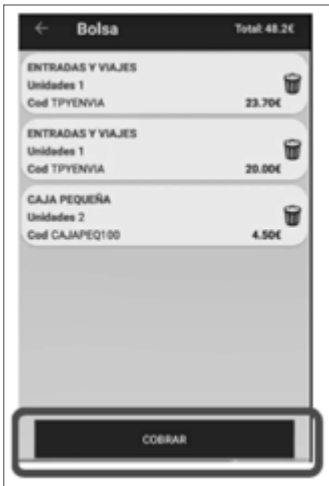 Bolsa Total: 48.2€
ENTRADAS Y VIAJES
Unidades 1
Cod TPYENVIA 23.70€
ENTRADAS Y VIAJES
Unidades 1
Cod TPYENVIA 20.00€
CAJA PEQUEÑA
Unidades 2
Cod CAJAPEQ100 4.50€
COBRAR